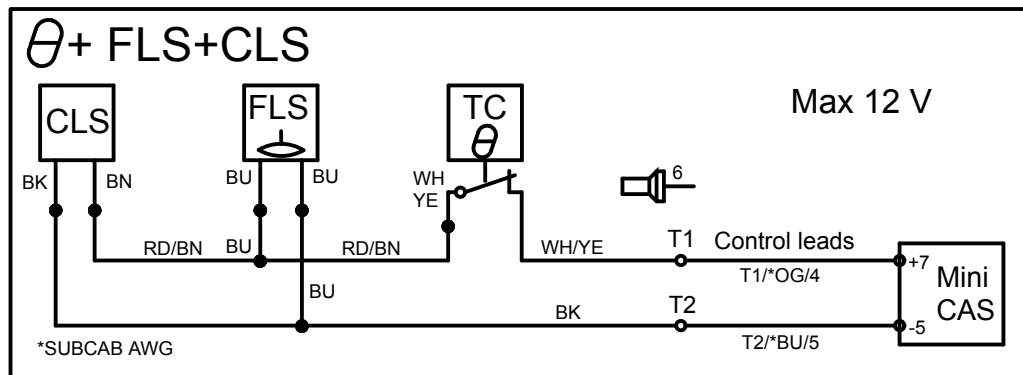 θ+ FLS+CLS
CLS
FLS
TC
θ
Max 12 V
BK
BN
BU
BU
WH
YE
6
RD/BN
BU
RD/BN
WH/YE
T1
Control leads
T1/*OG/4
+7
Mini
CAS
BU
BK
T2
T2/*BU/5
-5
*SUBCAB AWG